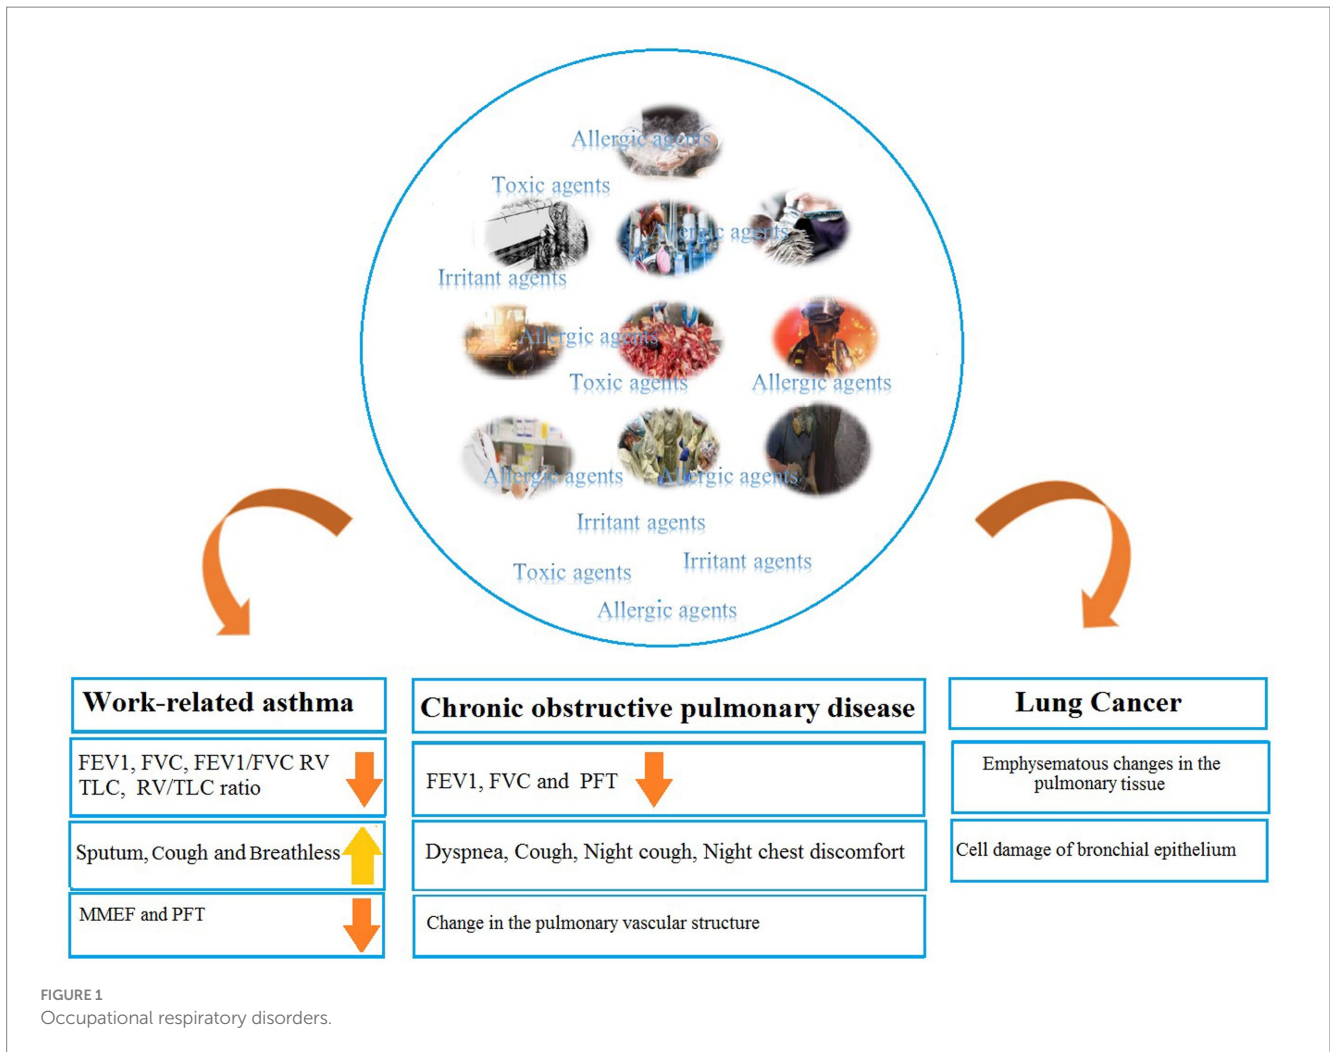 Allergic agents
Toxic agents
Allergic agents
Irritant agents
Allergic agents
Toxic agents
Allergic agents
Allergic agents
Allergic agents
Irritant agents
Irritant agents
Toxic agents
Allergic agents
Work-related asthma
FEV1, FVC, FEV1/FVC RV
TLC, RV/TLC ratio
Sputum, Cough and Breathless
MMEF and PFT
Chronic obstructive pulmonary disease
FEV1, FVC and PFT
Dyspnea, Cough, Night cough, Night chest discomfort
Change in the pulmonary vascular structure
Lung Cancer
Emphysematous changes in the
pulmonary tissue
Cell damage of bronchial epithelium
FIGURE 1
Occupational respiratory disorders.